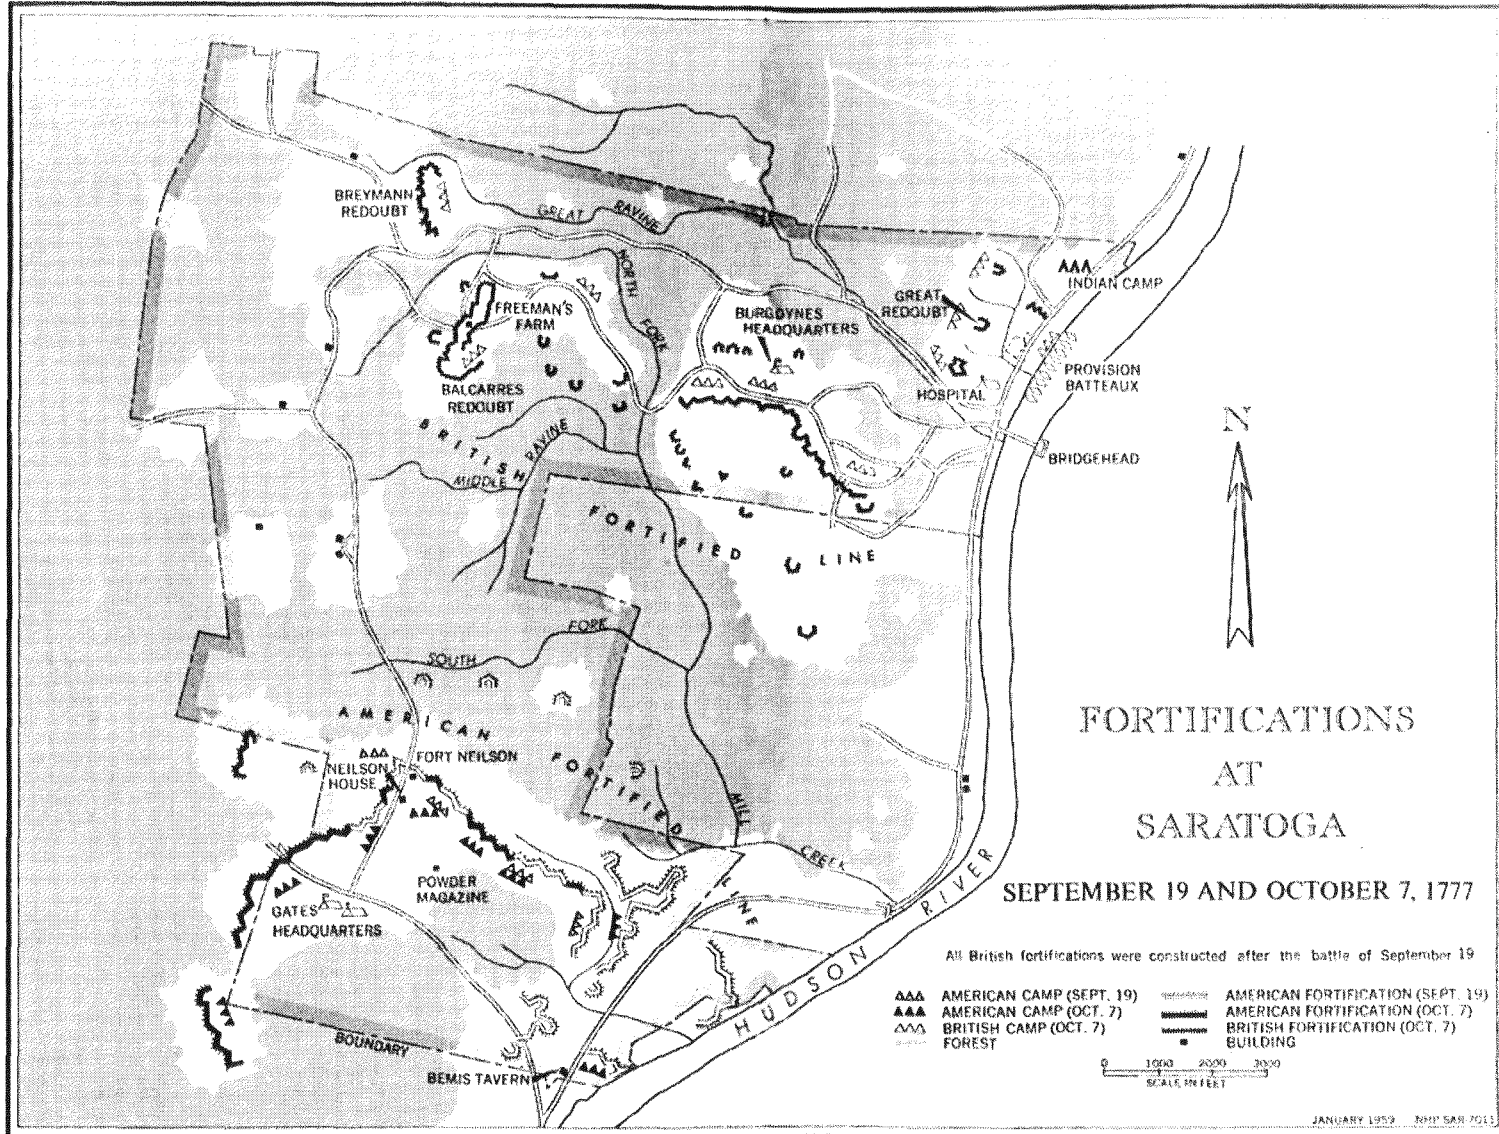 BREYMANN
REDOUBT
GREAT RAVINE
NORTH FORK
INDIAN CAMP
GREAT
REDOUBT
FREEMAN'S
FARM
BURGOYNES
HEADQUARTERS
PROVISION
BATTEAUX
BALCARRES
REDOUBT
HOSPITAL
BRITISH
MIDDLE RAVINE
BRIDGEHEAD
N
FORTIFIED LINE
SOUTH FORK
AMERICAN FORTIFIED LINE
FORT NEILSON
NEILSON
HOUSE
FORTIFICATIONS
AT
SARATOGA
MILL CREEK
POWDER
MAGAZINE
GATES
HEADQUARTERS
SEPTEMBER 19 AND OCTOBER 7, 1777
HUDSON RIVER
All British fortifications were constructed after the battle of September 19
AMERICAN CAMP (SEPT. 19)
AMERICAN CAMP (OCT. 7)
BRITISH CAMP (OCT. 7)
FOREST
AMERICAN FORTIFICATION (SEPT. 19)
AMERICAN FORTIFICATION (OCT. 7)
BRITISH FORTIFICATION (OCT. 7)
BUILDING
BOUNDARY
BEMIS TAVERN
0 1000 2000 3000
SCALE IN FEET
JANUARY 1959 NHP SAR 7011